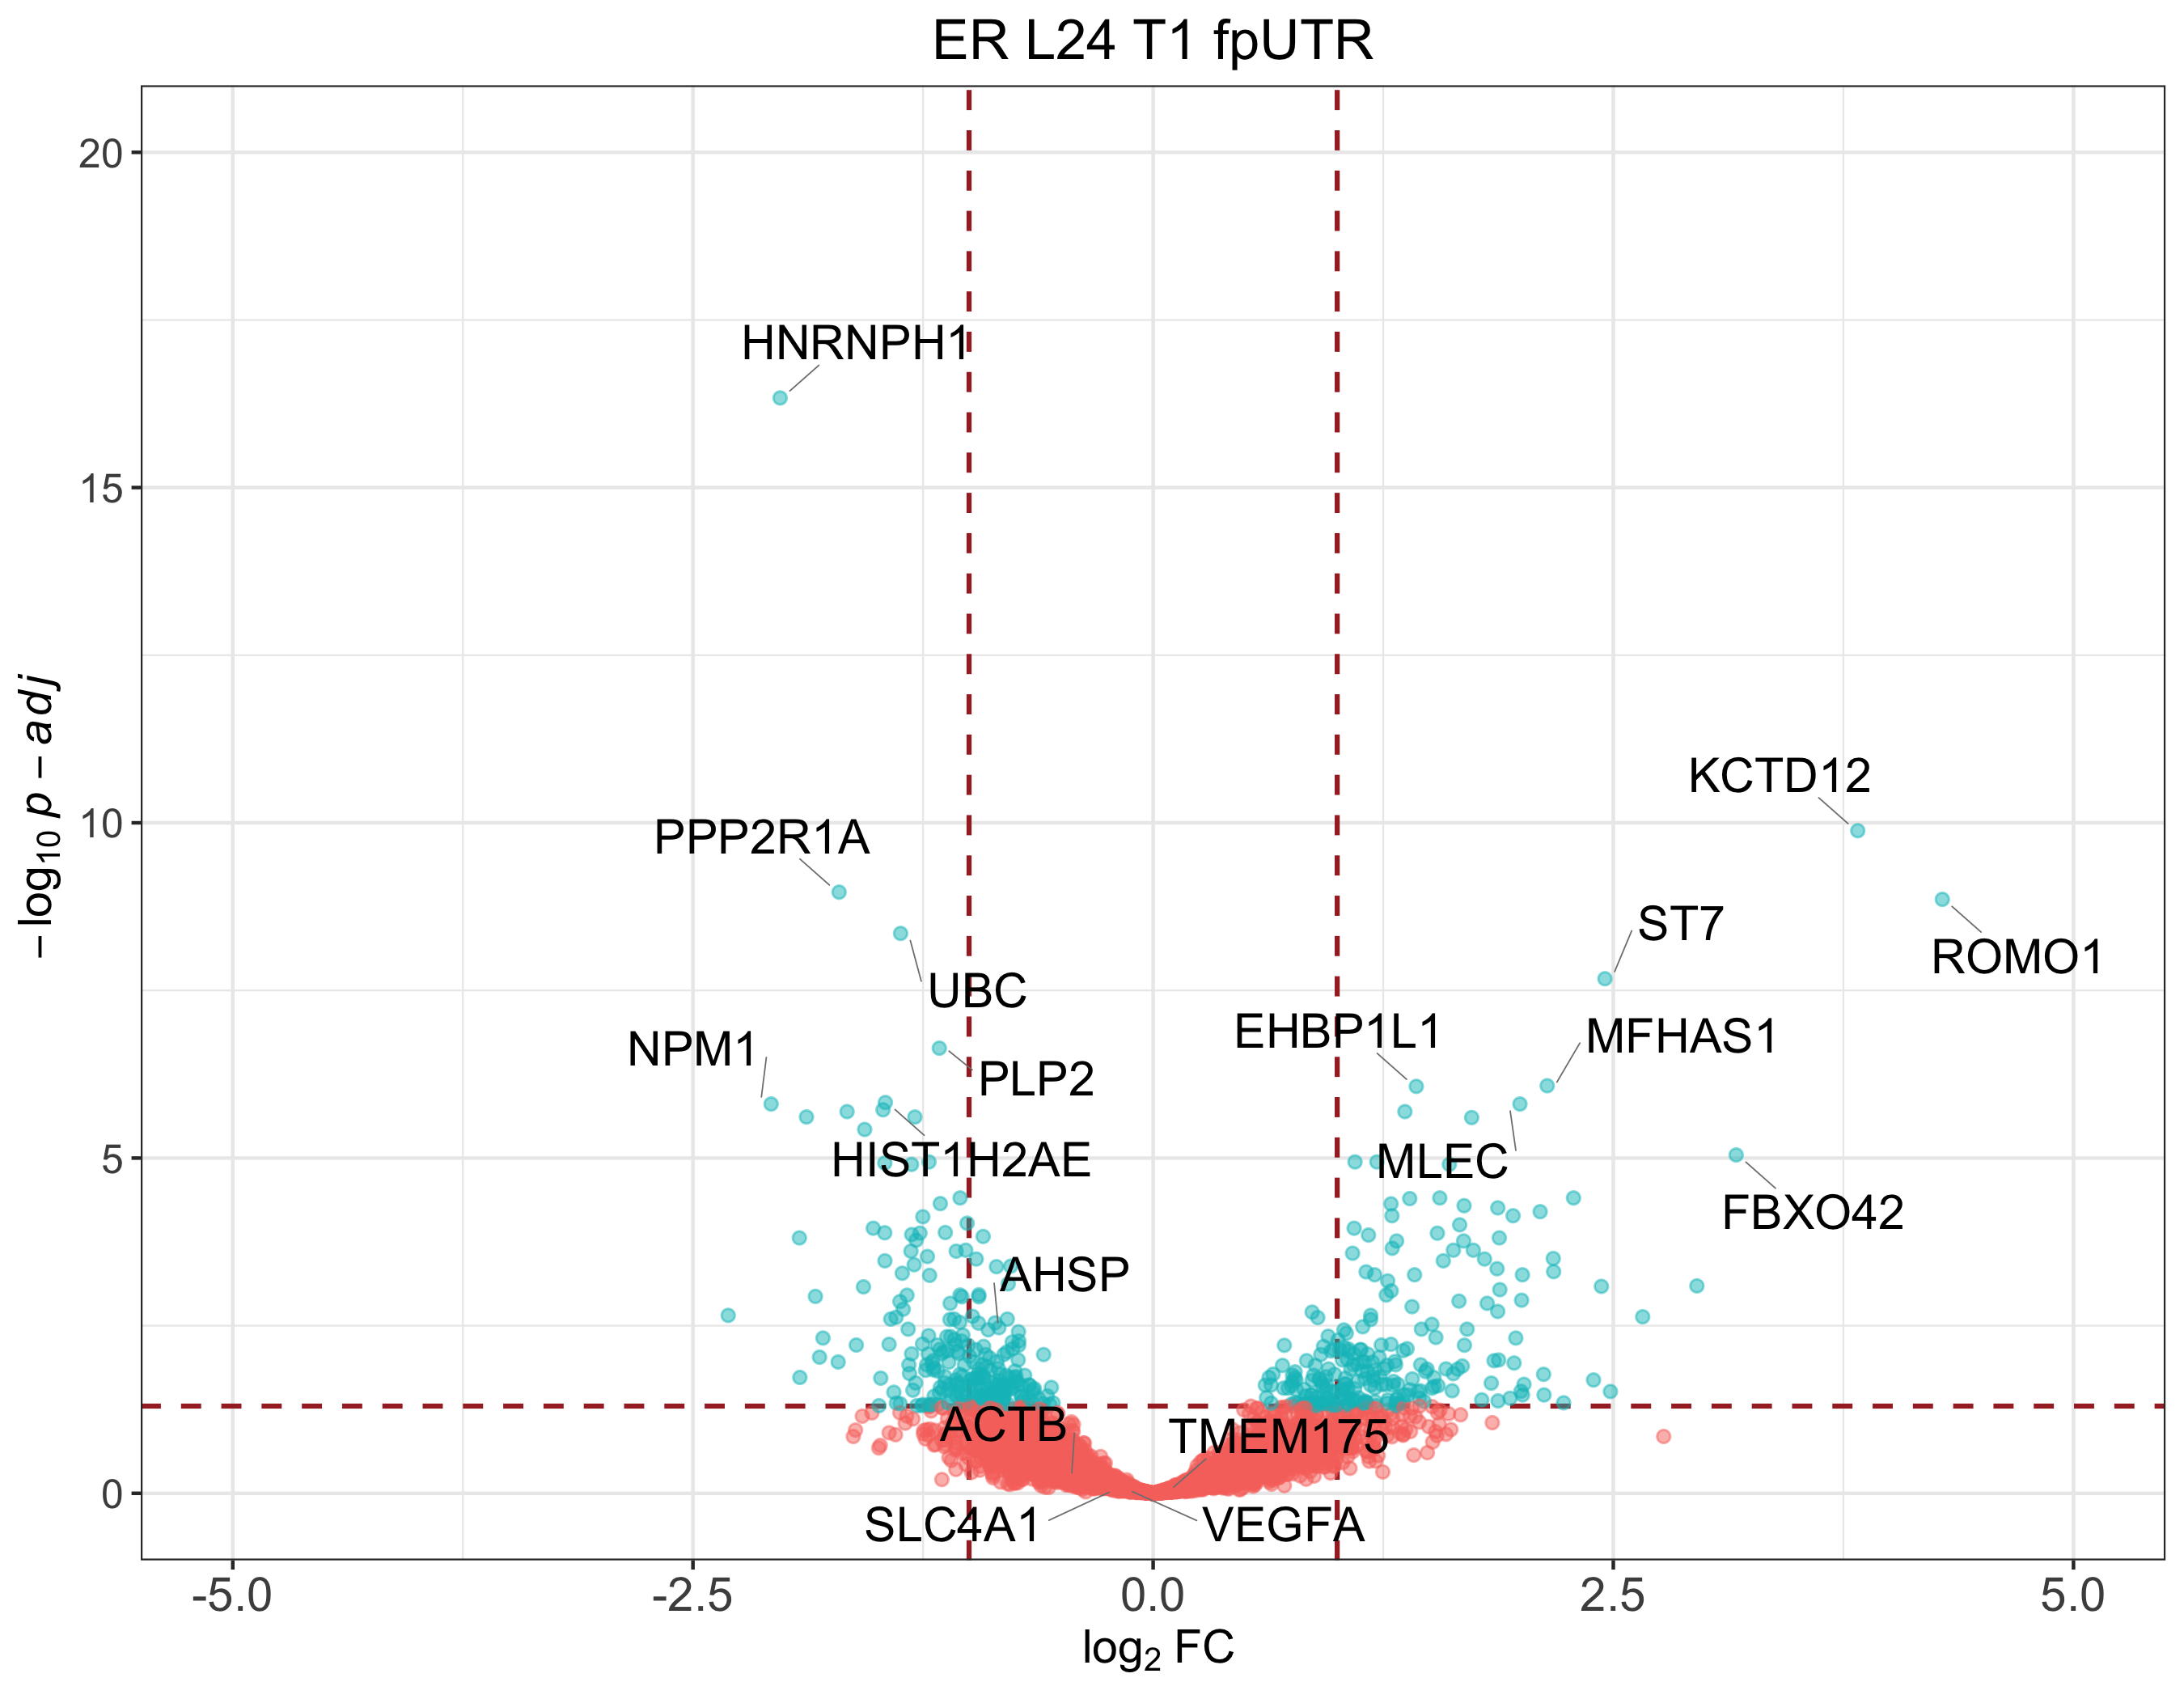 ER L24 T1 fpUTR
20
HNRNPH1
15
KCTD12
10
PPP2R1A
ST7
ROMO1
UBC
EHBP1L1
MFHAS1
NPM1
PLP2
5
HIST1H2AE
MLEC
FBXO42
AHSP
ACTB
TMEM175
0
SLC4A1
VEGFA
-5.0
-2.5
0.0
2.5
5.0
log₂ FC
−log₁₀ p − adj